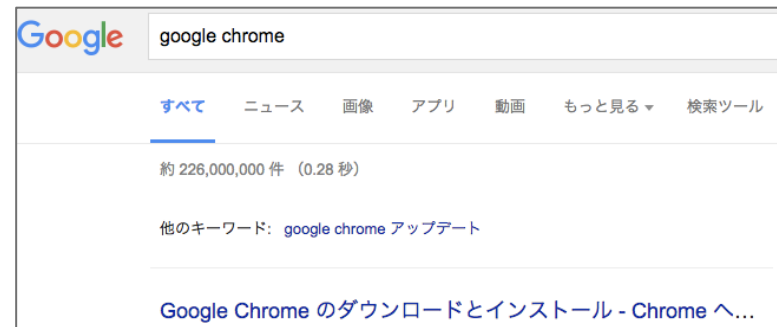 Google google chrome
すべて ニュース 画像 アプリ 動画 もっと見る 検索ツール
約 226,000,000 件 （0.28 秒）
他のキーワード: google chrome アップデート
Google Chrome のダウンロードとインストール - Chrome ヘ...